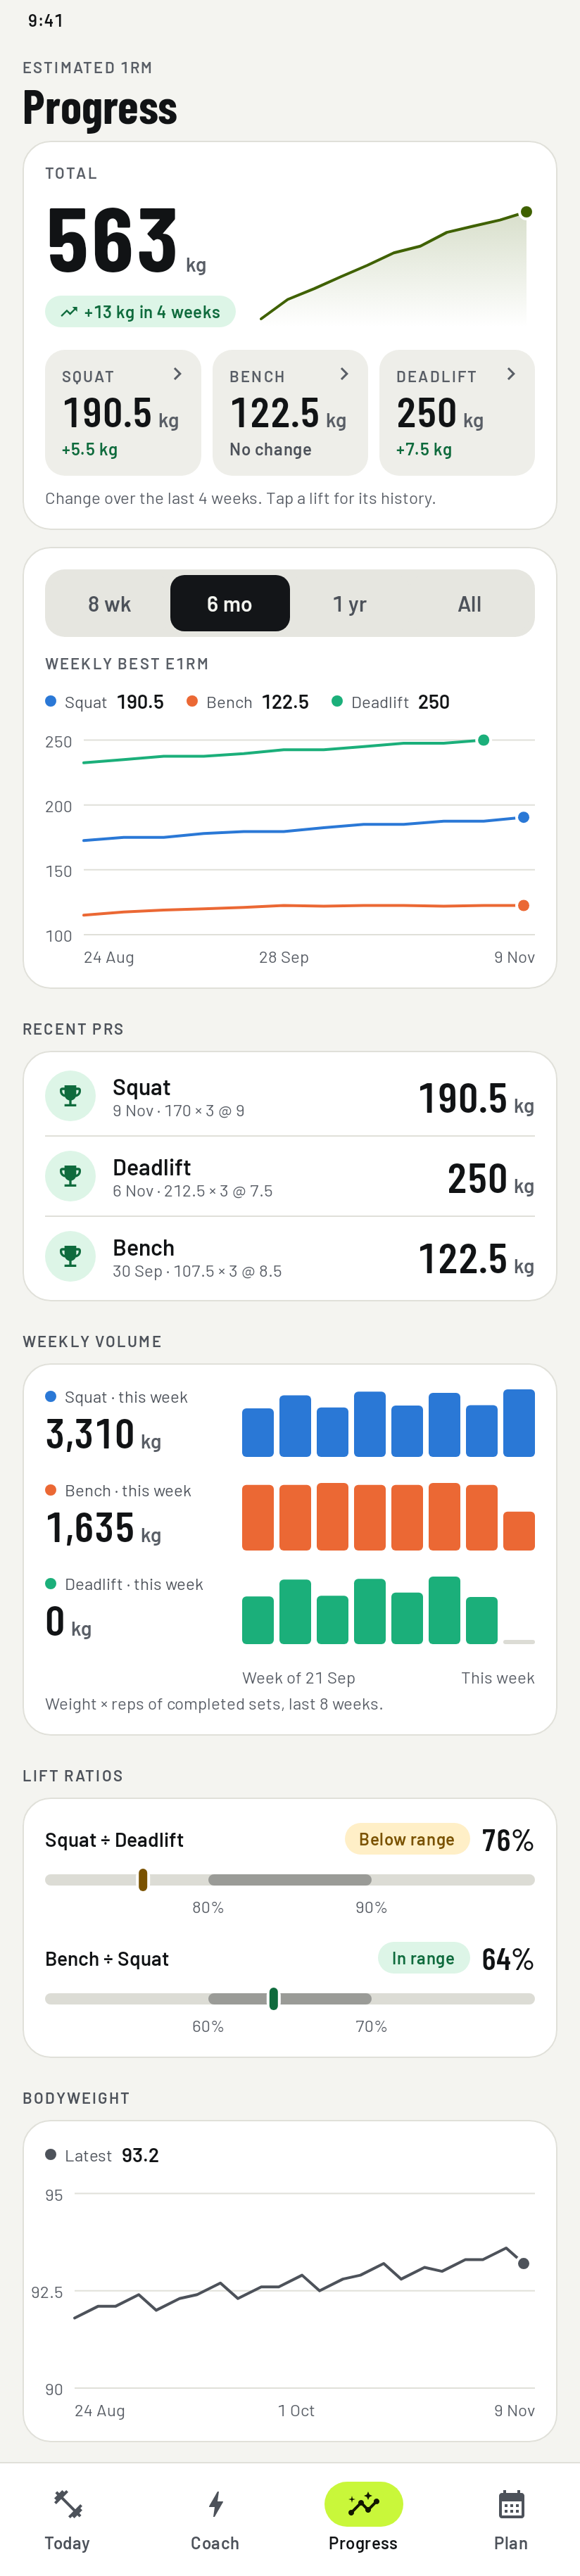 9:41
ESTIMATED 1RM
Progress
TOTAL
563 kg
+13 kg in 4 weeks
SQUAT
190.5 kg
+5.5 kg
BENCH
122.5 kg
No change
DEADLIFT
250 kg
+7.5 kg
Change over the last 4 weeks. Tap a lift for its history.
8 wk 6 mo 1 yr All
WEEKLY BEST E1RM
Squat 190.5 Bench 122.5 Deadlift 250
250
200
150
100
24 Aug 28 Sep 9 Nov
RECENT PRS
Squat
9 Nov · 170 × 3 @ 9
190.5 kg
Deadlift
6 Nov · 212.5 × 3 @ 7.5
250 kg
Bench
30 Sep · 107.5 × 3 @ 8.5
122.5 kg
WEEKLY VOLUME
Squat · this week
3,310 kg
Bench · this week
1,635 kg
Deadlift · this week
0 kg
Week of 21 Sep This week
Weight × reps of completed sets, last 8 weeks.
LIFT RATIOS
Squat ÷ Deadlift Below range 76%
80% 90%
Bench ÷ Squat In range 64%
60% 70%
BODYWEIGHT
Latest 93.2
95
92.5
90
24 Aug 1 Oct 9 Nov
Today Coach Progress Plan